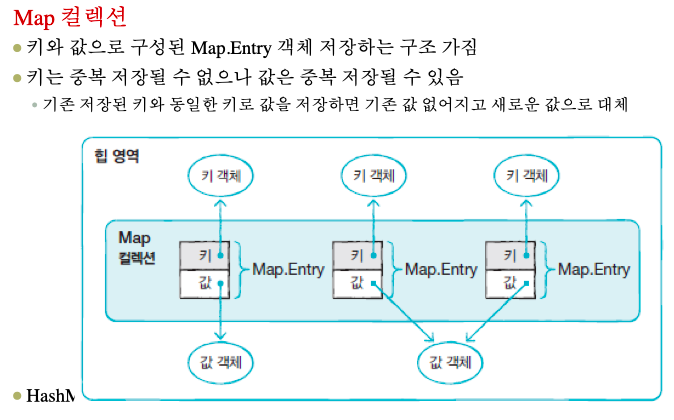 Map 컬렉션
키와 값으로 구성된 Map.Entry 객체 저장하는 구조 가짐
키는 중복 저장될 수 없으나 값은 중복 저장될 수 있음
기존 저장된 키와 동일한 키로 값을 저장하면 기존 값 없어지고 새로운 값으로 대체
힙 영역
키 객체
키 객체
키 객체
Map
컬렉션
키
값
Map.Entry
키
값
Map.Entry
키
값
Map.Entry
값 객체
값 객체